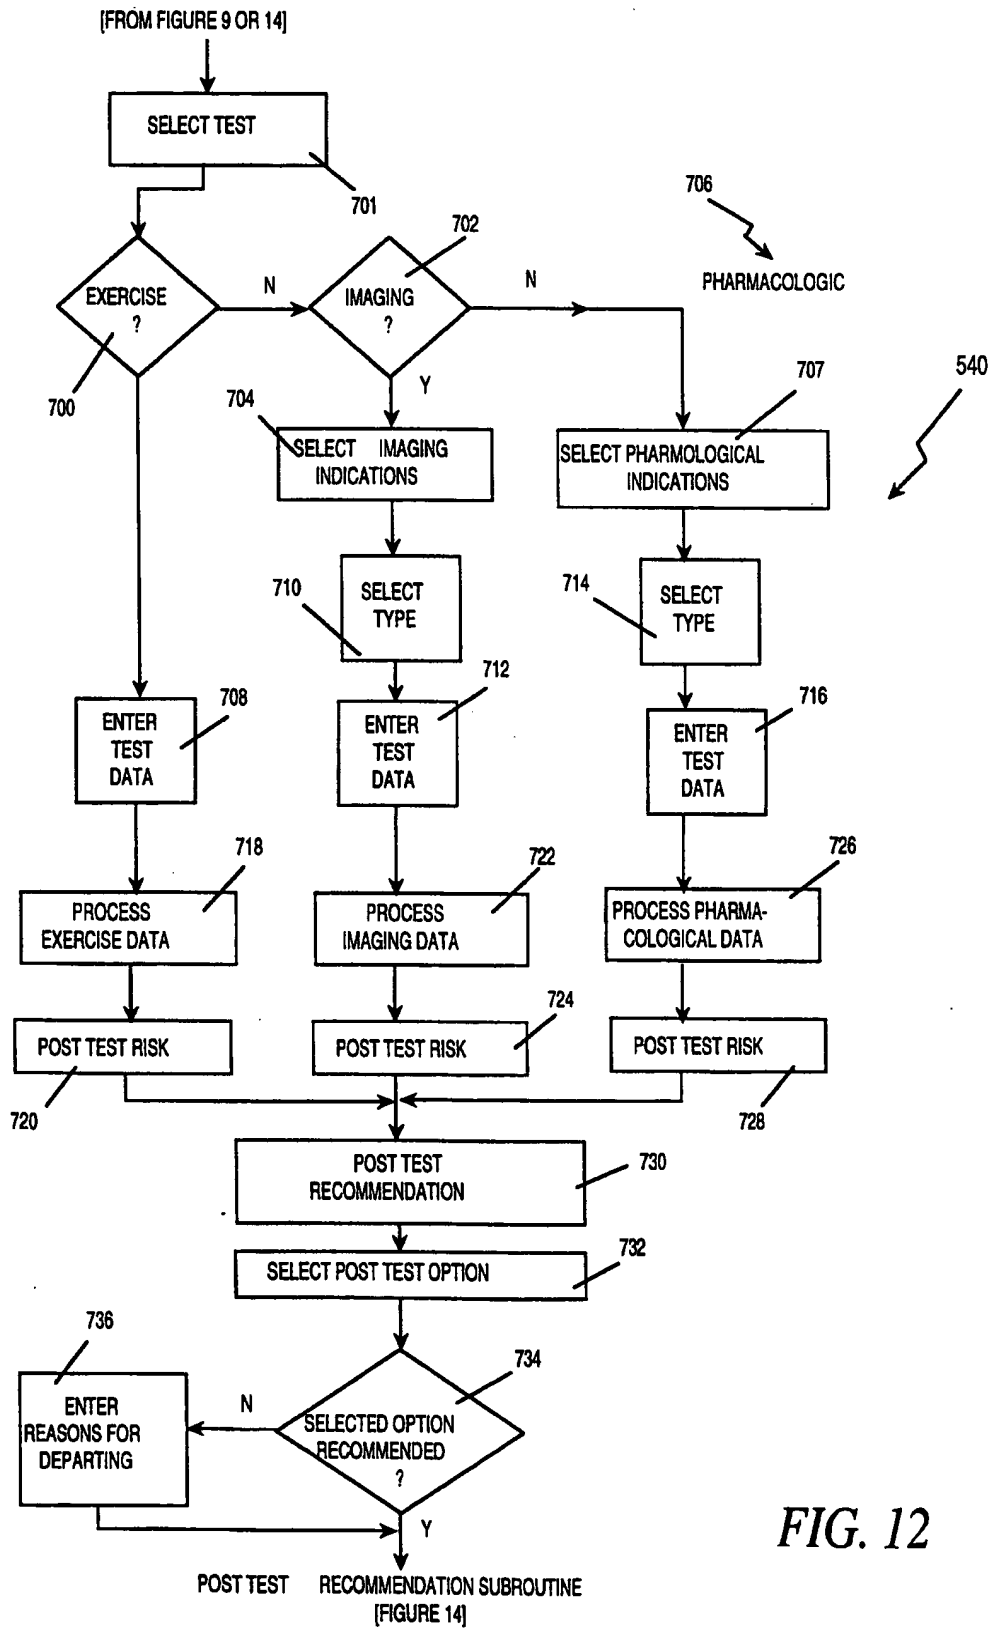 [FROM FIGURE 9 OR 14]
SELECT TEST
701
706
702
PHARMACOLOGIC
EXERCISE
?
N
IMAGING
?
N
700
Y
540
704
707
SELECT IMAGING
INDICATIONS
SELECT PHARMOLOGICAL
INDICATIONS
710
SELECT
TYPE
714
SELECT
TYPE
708
ENTER
TEST
DATA
712
ENTER
TEST
DATA
716
ENTER
TEST
DATA
718
PROCESS
EXERCISE DATA
722
PROCESS
IMAGING DATA
726
PROCESS PHARMA-
COLOGICAL DATA
POST TEST RISK
720
724
POST TEST RISK
POST TEST RISK
728
POST TEST
RECOMMENDATION
730
SELECT POST TEST OPTION
732
736
734
ENTER
REASONS FOR
DEPARTING
N
SELECTED OPTION
RECOMMENDED
?
Y
POST TEST RECOMMENDATION SUBROUTINE
[FIGURE 14]
FIG. 12